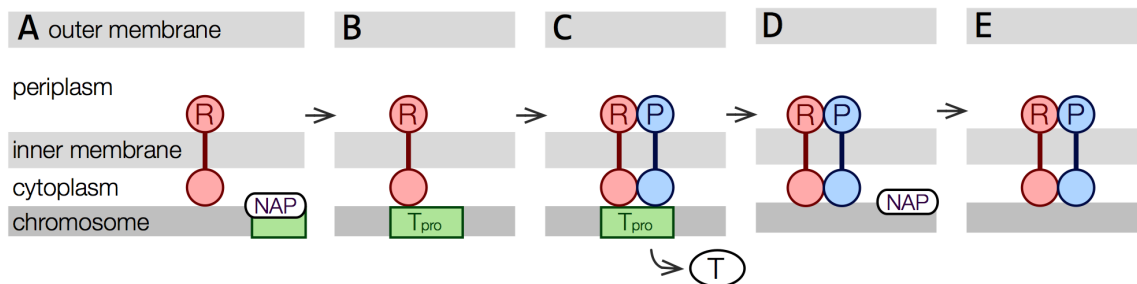 A outer membrane
B
C
D
E
periplasm
R
R
R P
R P
R P
inner membrane
cytoplasm
NAP
NAP
chromosome
Tpro
Tpro
T